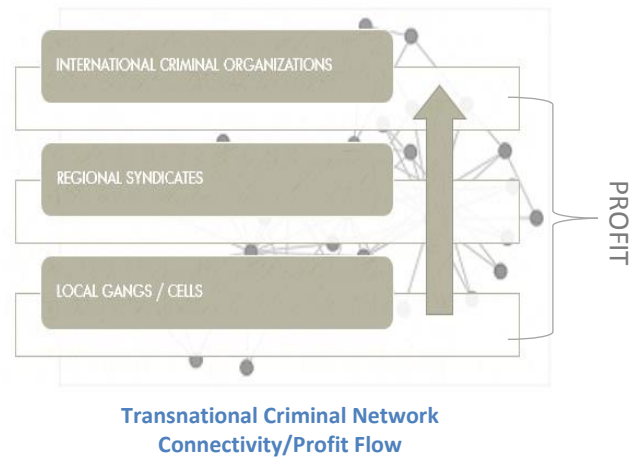 INTERNATIONAL CRIMINAL ORGANIZATIONS
REGIONAL SYNDICATES
LOCAL GANGS / CELLS
PROFIT
Transnational Criminal Network
Connectivity/Profit Flow